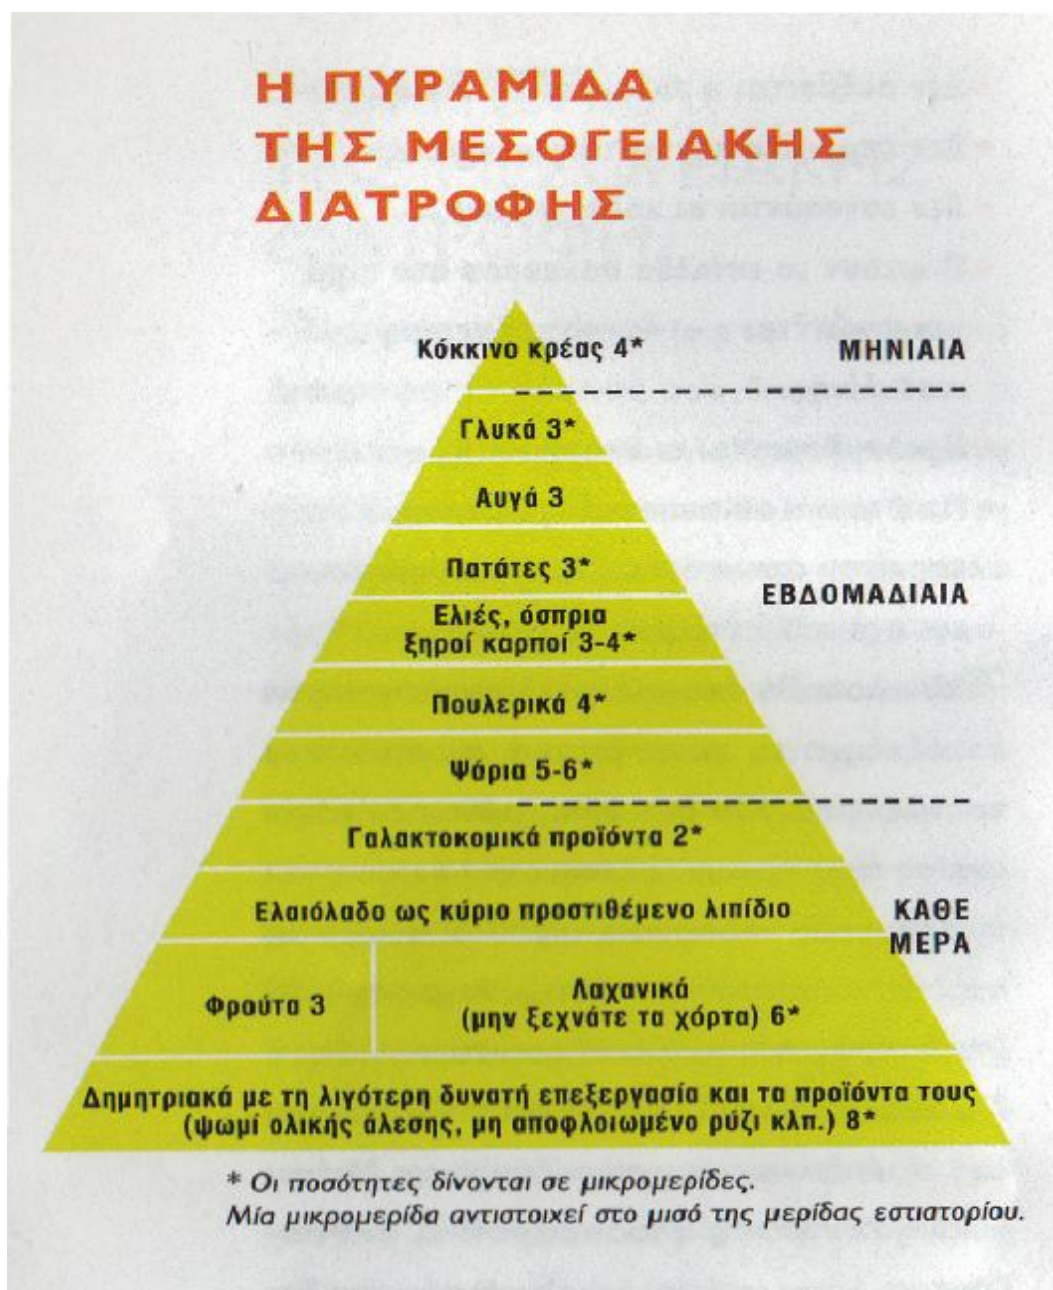 Η ΠΥΡΑΜΙΔΑ
ΤΗΣ ΜΕΣΟΓΕΙΑΚΗΣ
ΔΙΑΤΡΟΦΗΣ
Κόκκινο κρέας 4*
ΜΗΝΙΑΙΑ
Γλυκά 3*
Αυγά 3
Πατάτες 3*
ΕΒΔΟΜΑΔΙΑΙΑ
Ελιές, όσπρια
ξηροί καρποί 3-4*
Πουλερικά 4*
Ψάρια 5-6*
Γαλακτοκομικά προϊόντα 2*
Ελαιόλαδο ως κύριο προστιθέμενο λιπίδιο
ΚΑΘΕ
ΜΕΡΑ
Φρούτα 3
Λαχανικά
(μην ξεχνάτε τα χόρτα) 6*
Δημητριακά με τη λιγότερη δυνατή επεξεργασία και τα προϊόντα τους
(ψωμί ολικής άλεσης, μη αποφλοιωμένο ρύζι κλπ.) 8*
* Οι ποσότητες δίνονται σε μικρομερίδες.
Μία μικρομερίδα αντιστοιχεί στο μισό της μερίδας εστιατορίου.